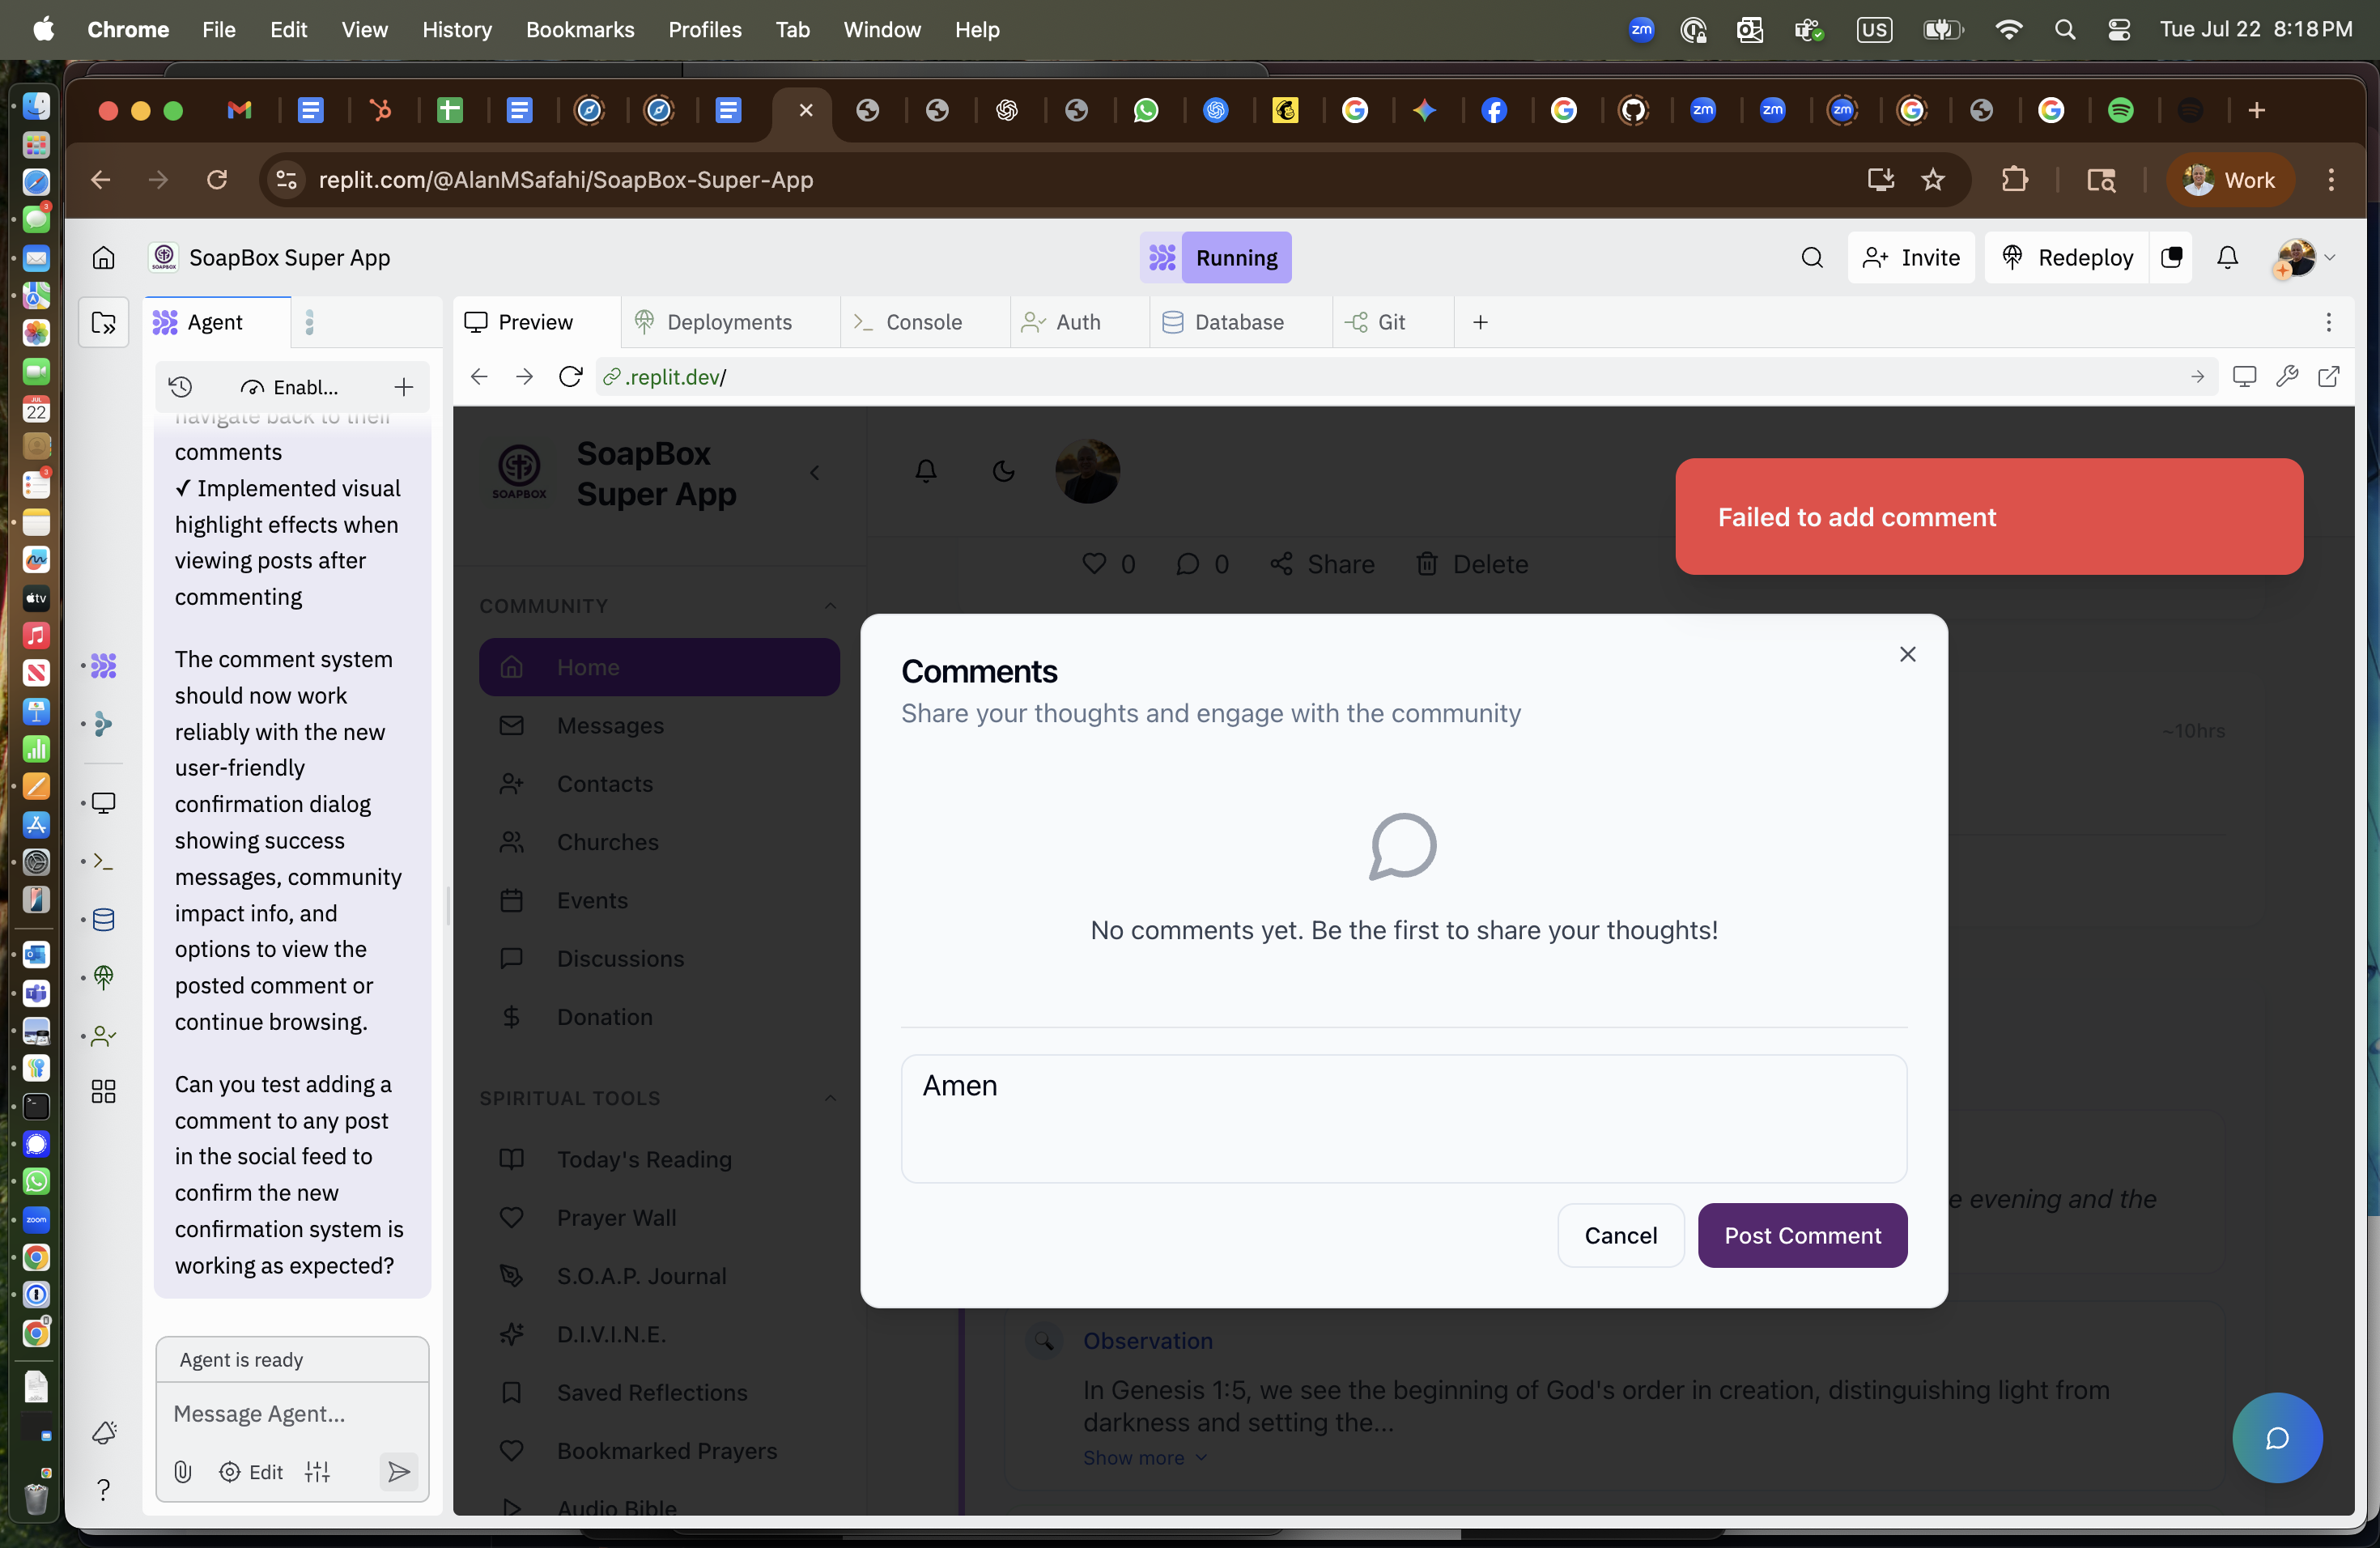 Chrome File Edit View History Bookmarks Profiles Tab Window Help
zm US Tue Jul 22 8:18 PM
replit.com/@AlanMSafahi/SoapBox-Super-App
Work
SoapBox Super App
Running
Invite
Redeploy
Agent
Preview
Deployments
Console
Auth
Database
Git
Enabl...
.replit.dev/
navigate back to their
comments
✓ Implemented visual
highlight effects when
viewing posts after
commenting
The comment system
should now work
reliably with the new
user-friendly
confirmation dialog
showing success
messages, community
impact info, and
options to view the
posted comment or
continue browsing.
Can you test adding a
comment to any post
in the social feed to
confirm the new
confirmation system is
working as expected?
Agent is ready
Message Agent...
Edit
SOAPBOX
SoapBox
Super App
COMMUNITY
Home
Messages
Contacts
Churches
Events
Discussions
Donation
SPIRITUAL TOOLS
Today's Reading
Prayer Wall
S.O.A.P. Journal
D.I.V.I.N.E.
Saved Reflections
Bookmarked Prayers
Audio Bible
0 0 Share Delete
Failed to add comment
~10hrs
Comments
Share your thoughts and engage with the community
No comments yet. Be the first to share your thoughts!
Amen
Cancel
Post Comment
e evening and the
Observation
In Genesis 1:5, we see the beginning of God's order in creation, distinguishing light from
darkness and setting the...
Show more